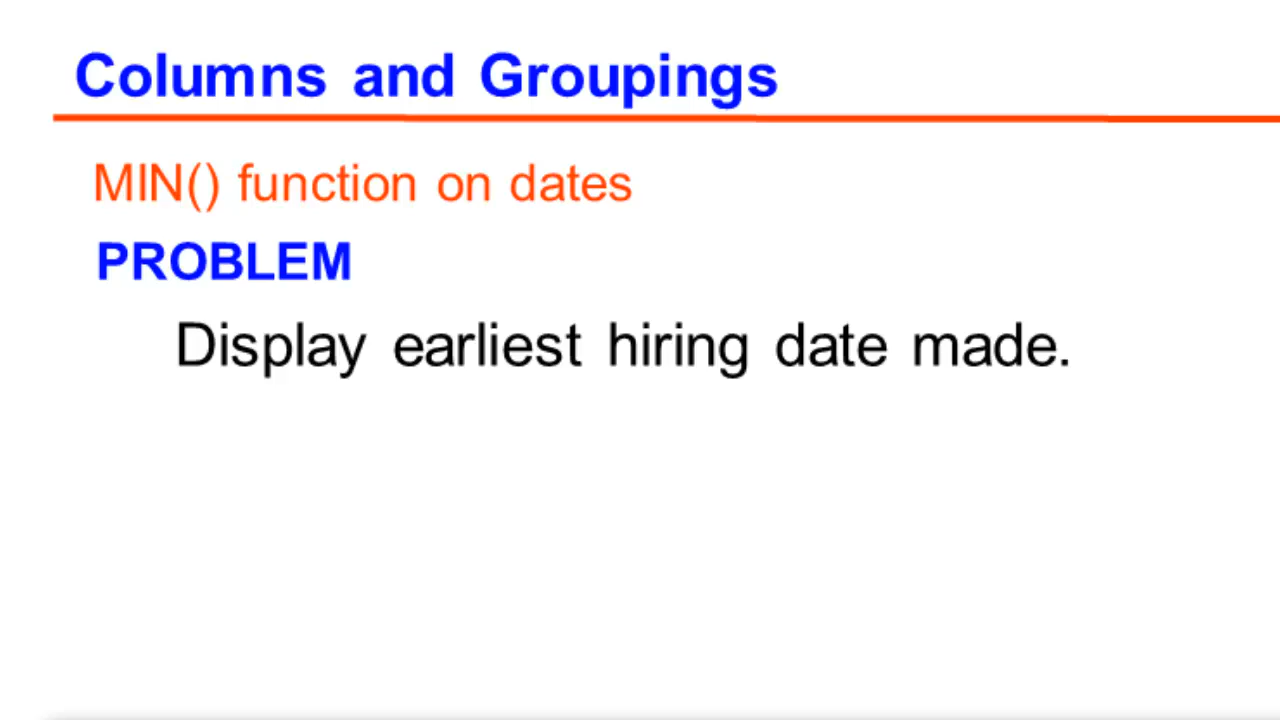 Columns and Groupings
MIN() function on dates
PROBLEM
Display earliest hiring date made.